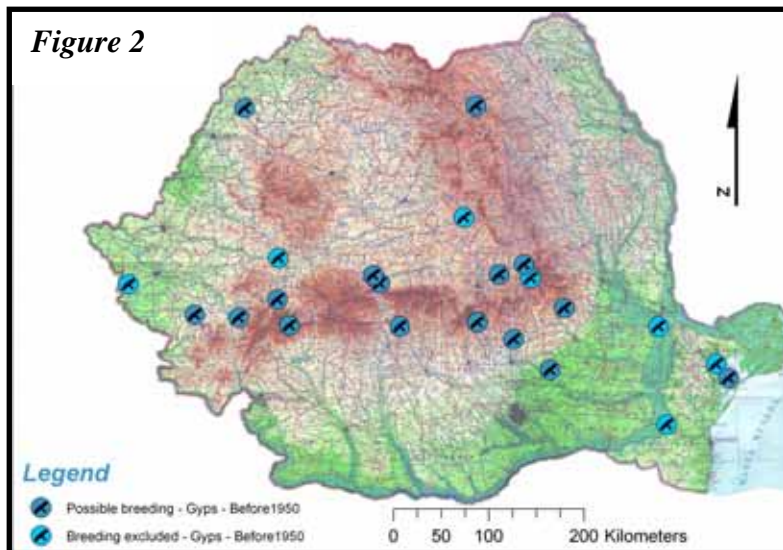 Figure 2
Z
Legend
Possible breeding - Gyps - Before1950
Breeding excluded - Gyps - Before1950
0 50 100 200 Kilometers